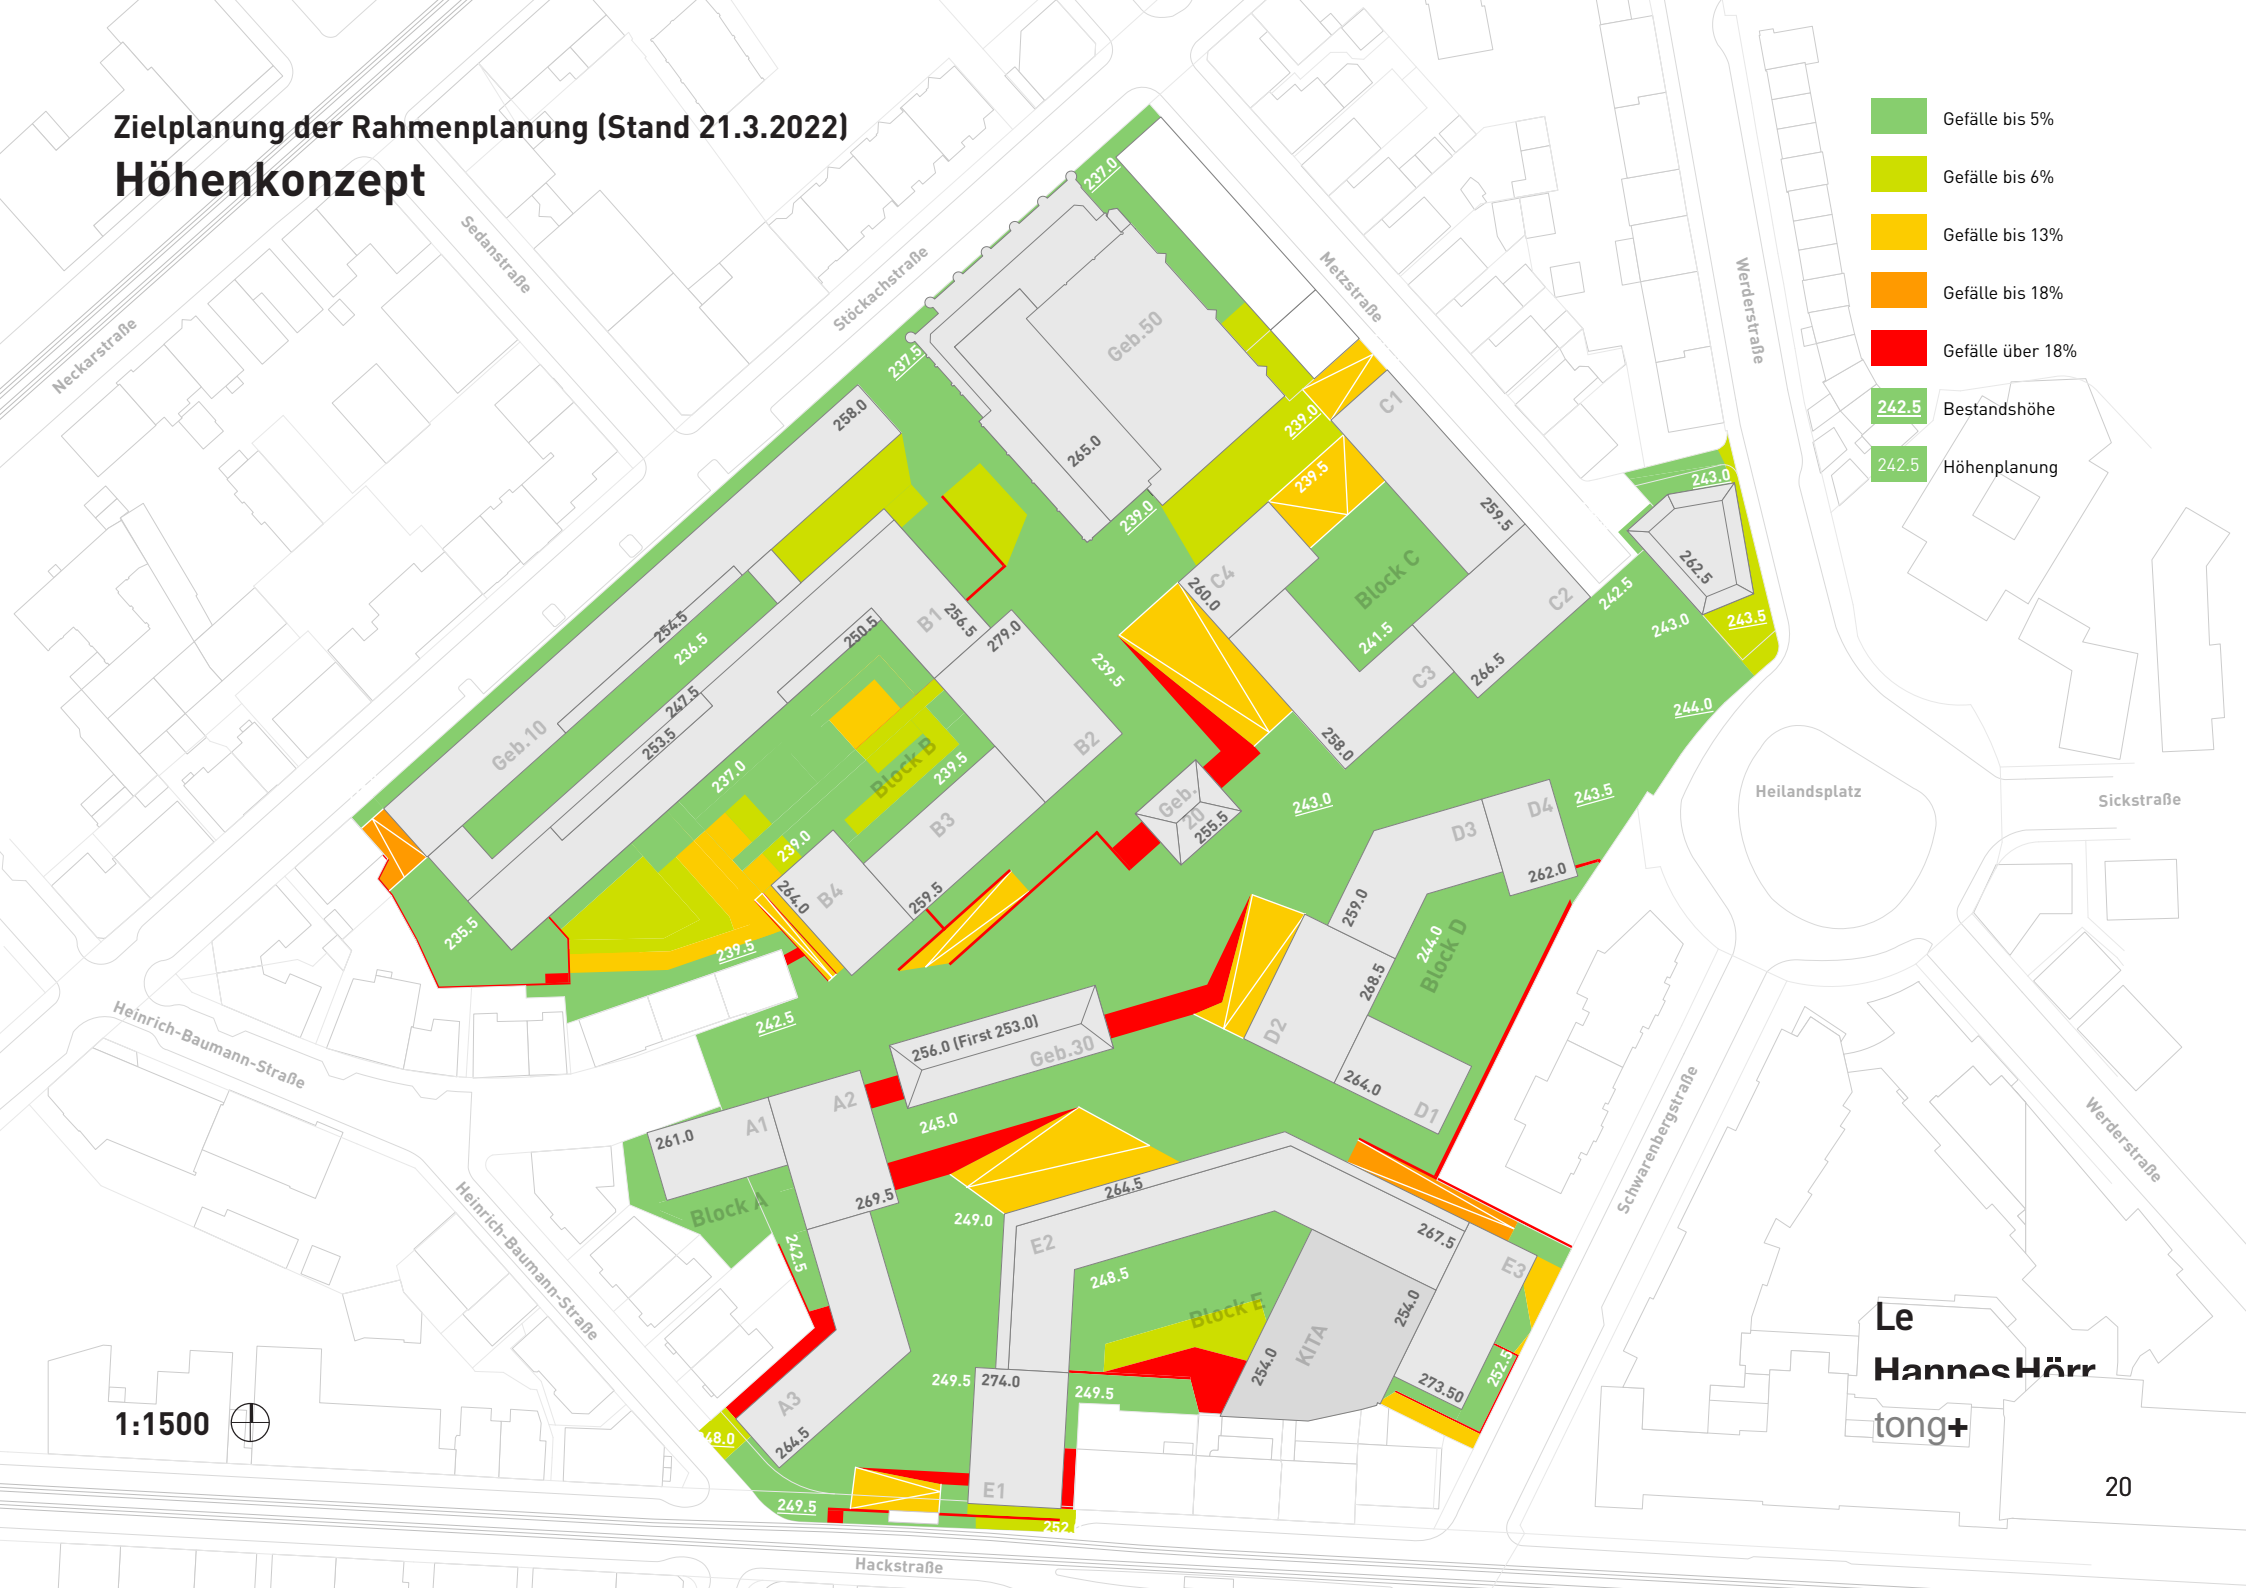 Zielplanung der Rahmenplanung (Stand 21.3.2022)
Höhenkonzept
Gefälle bis 5%
Gefälle bis 6%
Gefälle bis 13%
Gefälle bis 18%
Gefälle über 18%
242.5 Bestandshöhe
242.5 Höhenplanung
Neckarstraße
Sedanstraße
Stöckachstraße
Metzstraße
Werderstraße
237.0
237.5
Geb.50
265.0
239.0
239.0
239.5
C1
259.5
C2
266.5
Block C
241.5
C3
258.0
C4
260.0
239.5
243.0
262.5
242.5
243.0
243.5
244.0
243.5
243.0
258.0
254.5
236.5
247.5
253.5
Geb.10
250.5
B1
256.5
279.0
B2
B3
259.5
B4
264.0
Block B
239.5
237.0
239.0
239.5
235.5
Geb.
20
255.5
Heilandsplatz
Sickstraße
D3
D4
262.0
259.0
244.0
Block D
268.5
D2
264.0
D1
242.5
256.0 (First 253.0)
Geb.30
245.0
A1
A2
261.0
269.5
Block A
242.5
A3
264.5
249.0
264.5
E2
267.5
E3
248.5
Block E
KITA
254.0
254.0
273.50
252.5
249.5
274.0
249.5
E1
249.5
Heinrich-Baumann-Straße
Heinrich-Baumann-Straße
Schwarenbergstraße
Werderstraße
Hackstraße
1:1500
Le
Hannes Hörr
tong+
20